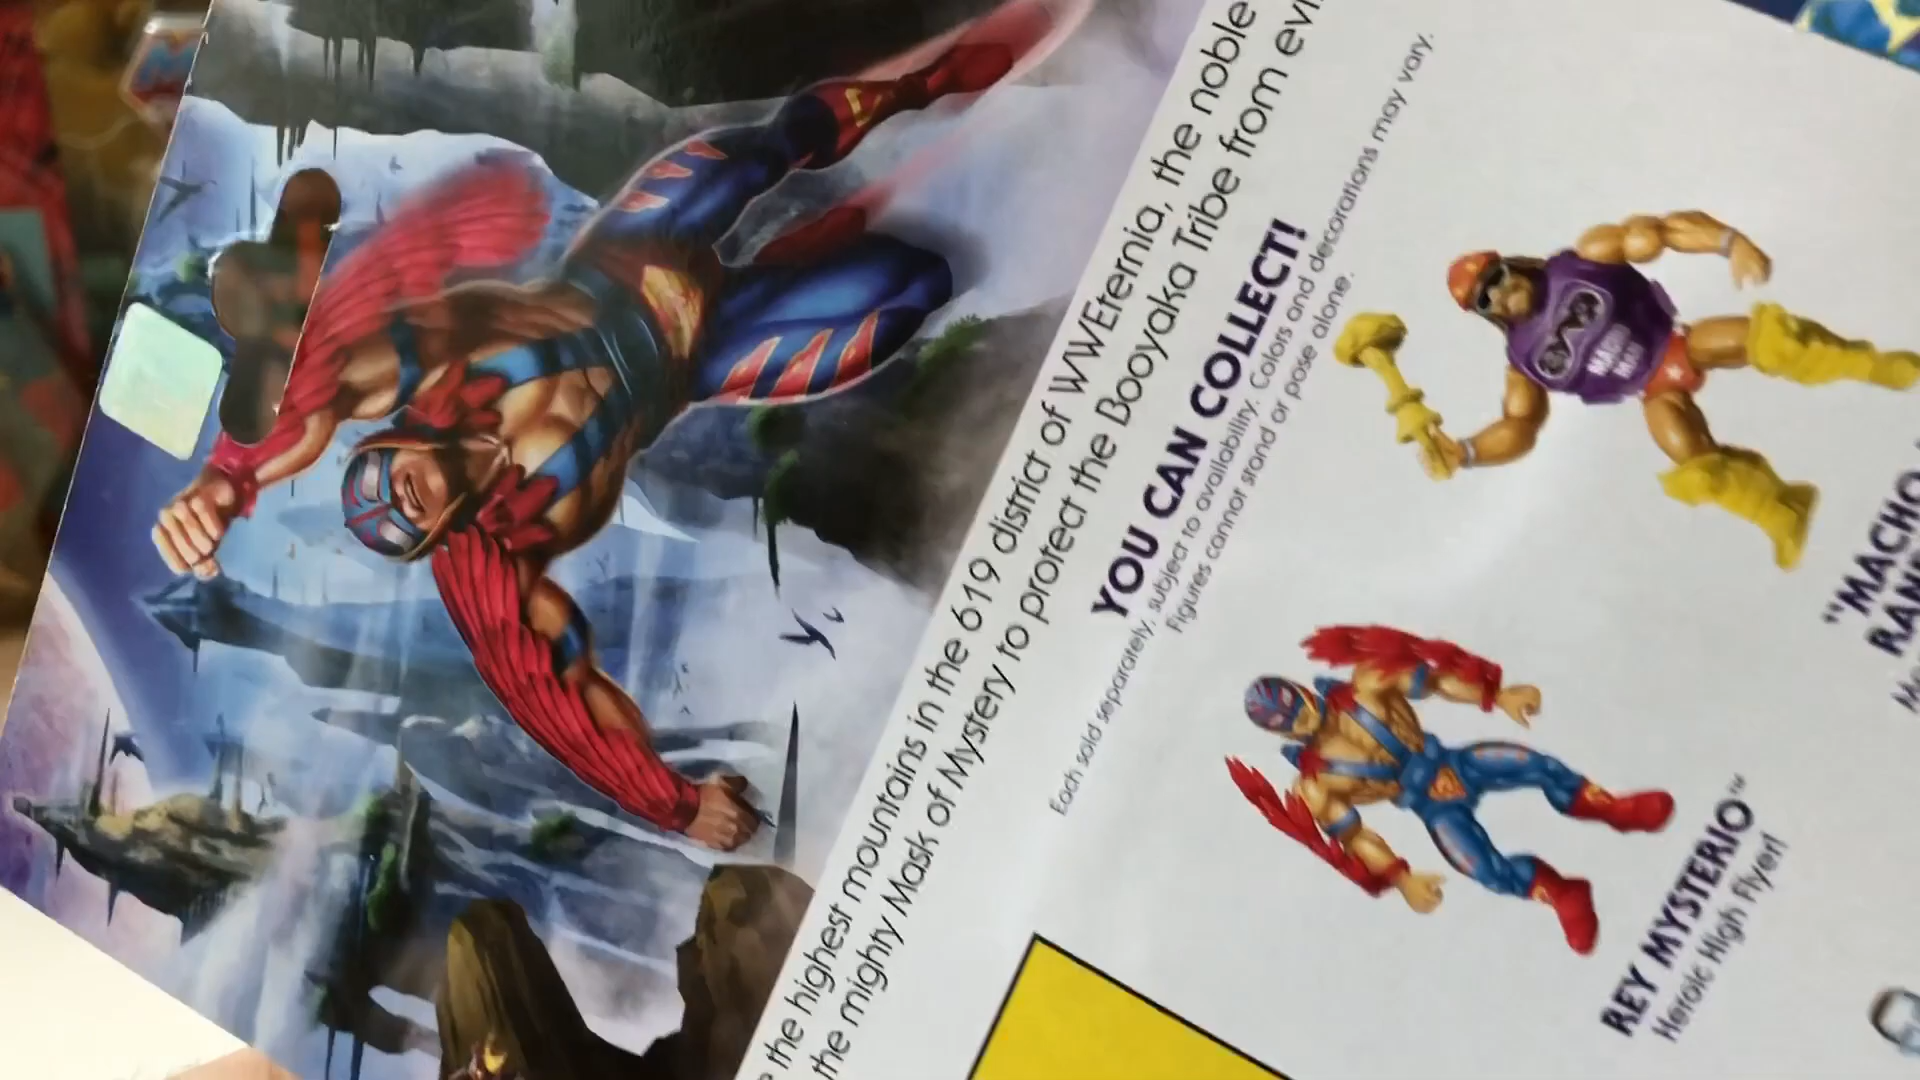 the highest mountains in the 619 district of WWEternia, the noble
the mighty Mask of Mystery to protect the Booyaka Tribe from evil
YOU CAN COLLECT!
Each sold separately, subject to availability. Colors and decorations may vary.
Figures cannot stand or pose alone.
MACHO MAN
"MACHO
REY MYSTERIO™
Heroic High Flyer!